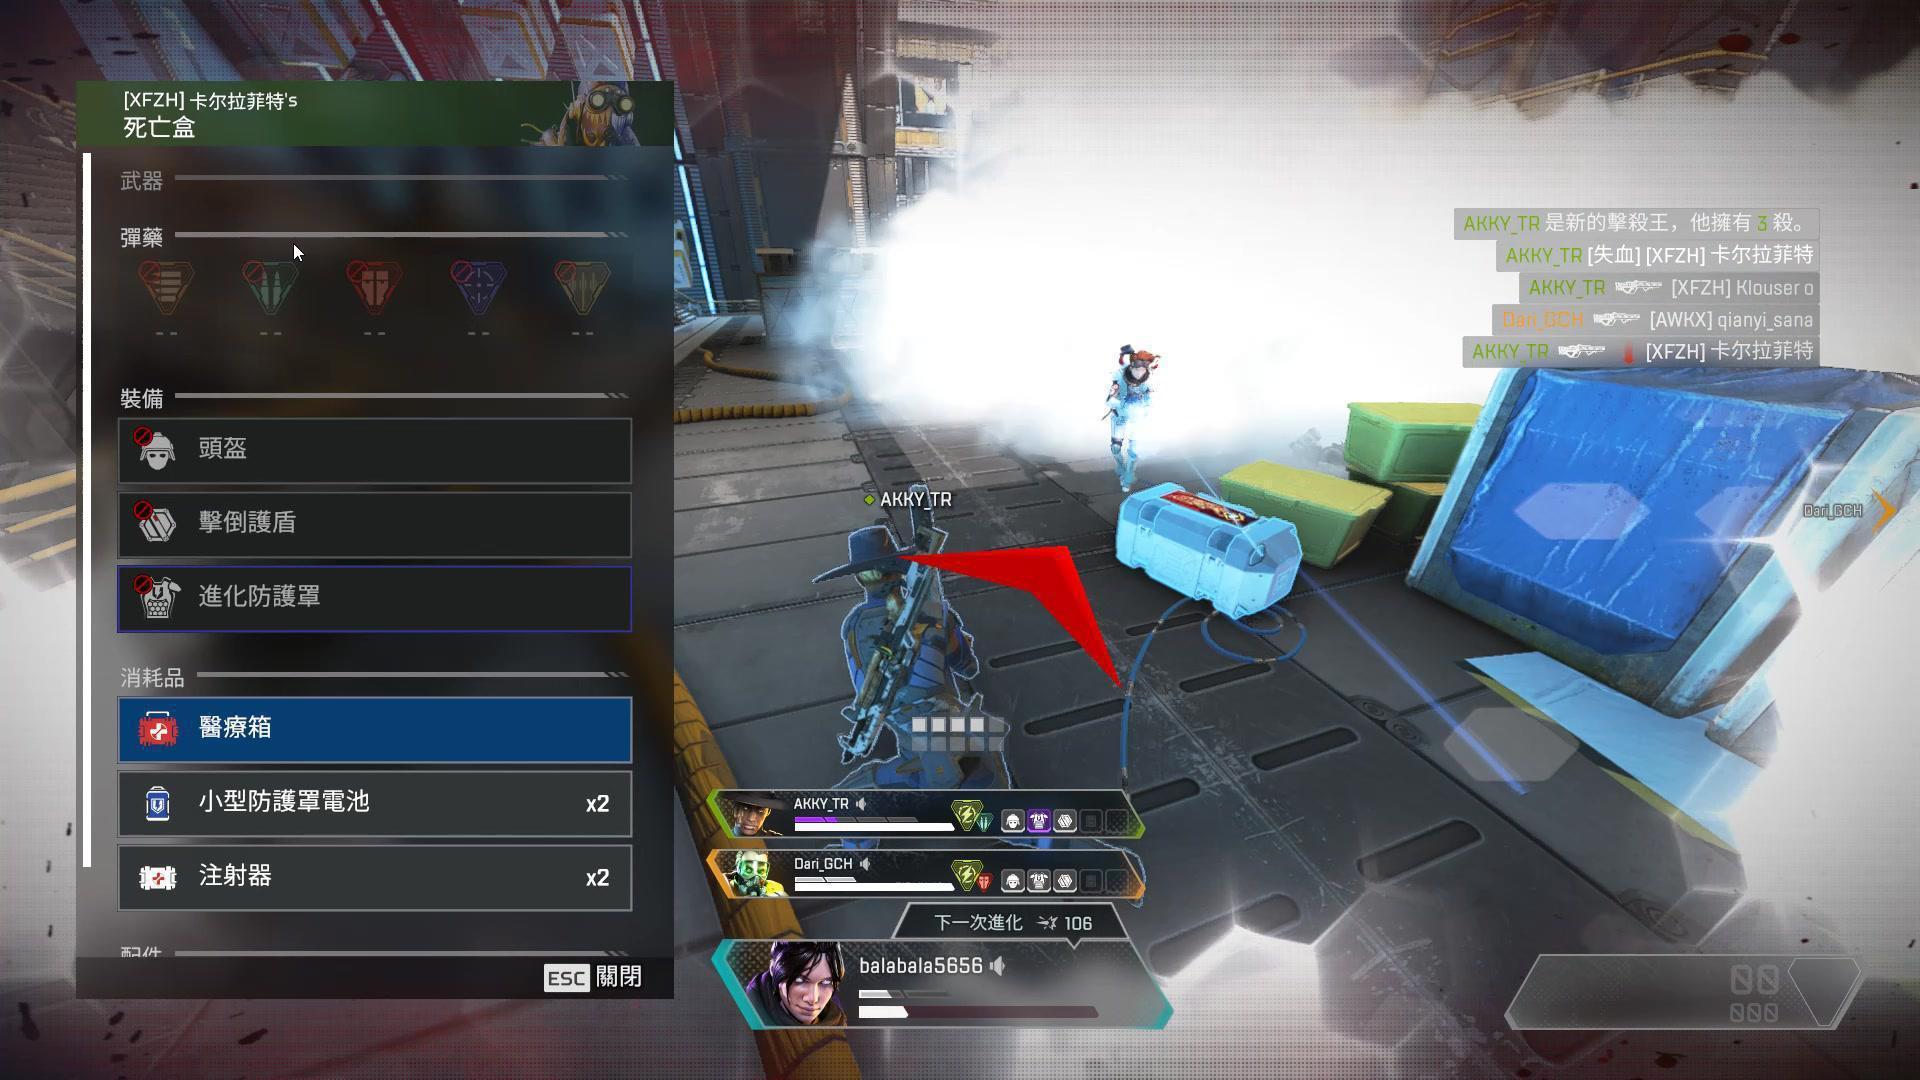 [XFZH] 卡尔拉菲特's
死亡盒
武器
彈藥
-- -- -- -- --
裝備
頭盔
擊倒護盾
進化防護罩
消耗品
醫療箱
小型防護罩電池 x2
注射器 x2
配件
ESC 關閉
AKKY_TR 是新的擊殺王，他擁有 3 殺。
AKKY_TR [失血] [XFZH] 卡尔拉菲特
AKKY_TR [XFZH] Klouser o
Dari_GCH [AWKX] qianyi_sana
AKKY_TR [XFZH] 卡尔拉菲特
AKKY_TR
Dari_GCH
AKKY_TR
Dari_GCH
下一次進化 106
balabala5656
00
000